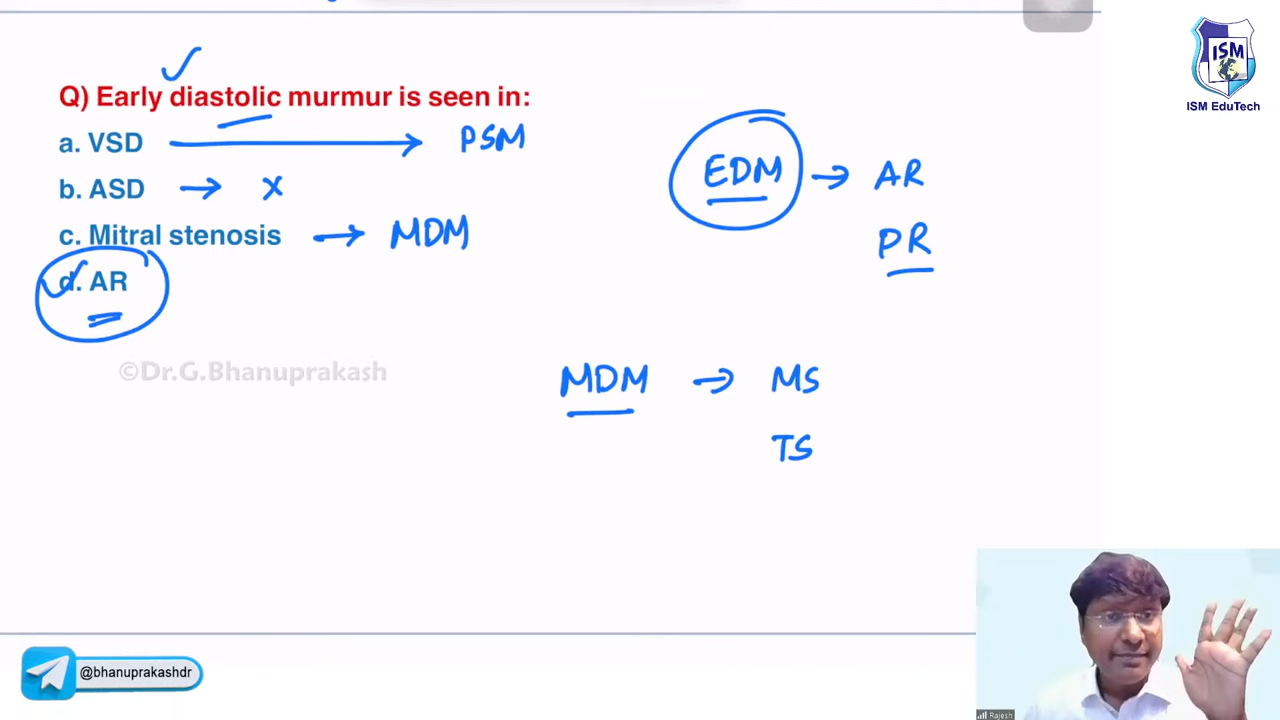 ISM
ISM EduTech
Q) Early diastolic murmur is seen in:
a. VSD → PSM
b. ASD → X
c. Mitral stenosis → MDM
d. AR
EDM → AR
PR
©Dr.G.Bhanuprakash
MDM → MS
TS
@bhanuprakashdr
Rajesh